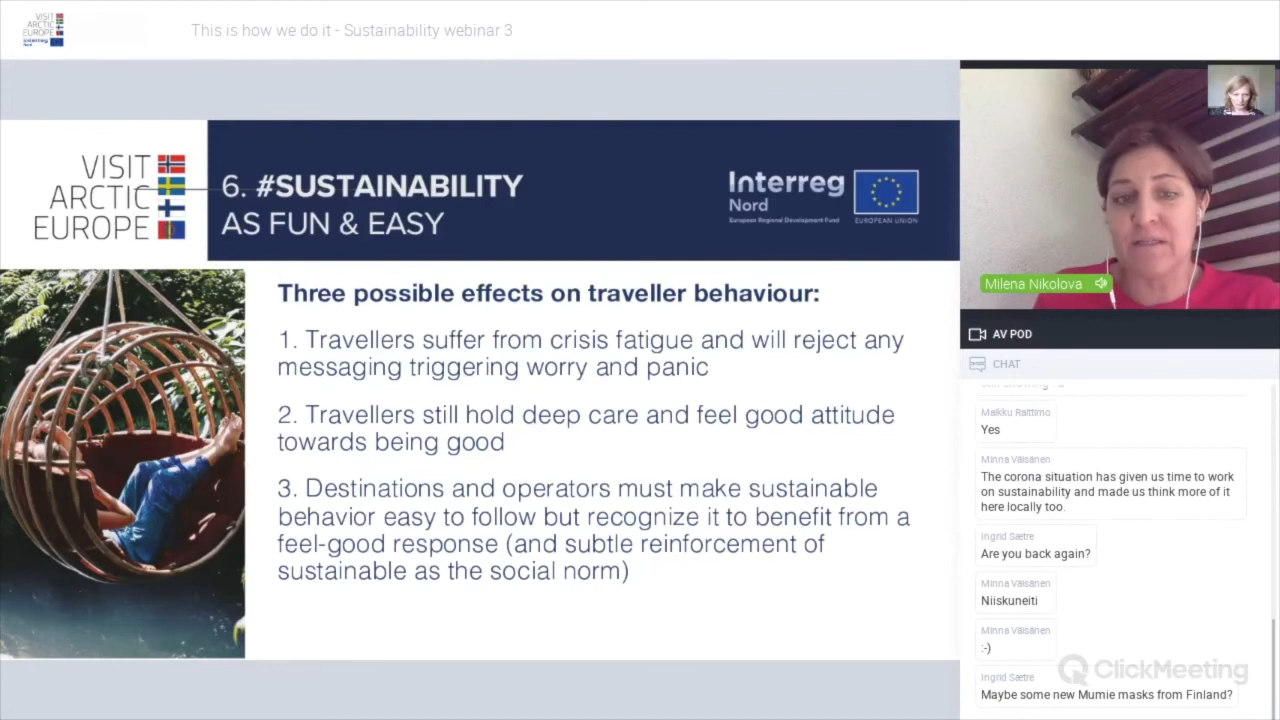 VISIT
ARCTIC
EUROPE
Interreg
Nord
This is how we do it - Sustainability webinar 3
VISIT
ARCTIC
EUROPE
6. #SUSTAINABILITY
AS FUN & EASY
Interreg
Nord
European Regional Development Fund
EUROPEAN UNION
Three possible effects on traveller behaviour:
1. Travellers suffer from crisis fatigue and will reject any
messaging triggering worry and panic
2. Travellers still hold deep care and feel good attitude
towards being good
3. Destinations and operators must make sustainable
behavior easy to follow but recognize it to benefit from a
feel-good response (and subtle reinforcement of
sustainable as the social norm)
Milena Nikolova
AV POD
CHAT
Maikku Raittimo
Yes
Minna Väisänen
The corona situation has given us time to work
on sustainability and made us think more of it
here locally too.
Ingrid Sætre
Are you back again?
Minna Väisänen
Niiskuneiti
Minna Väisänen
:-)
Ingrid Sætre
Maybe some new Mumie masks from Finland?
ClickMeeting